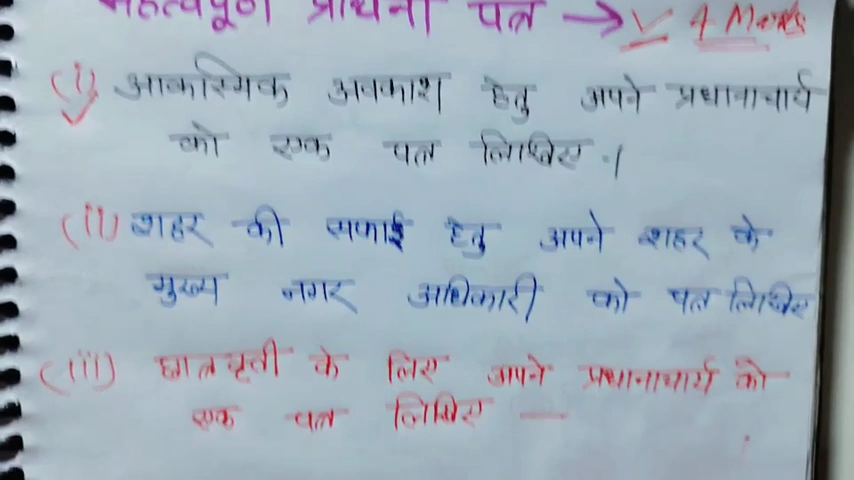 महत्वपूर्ण प्रार्थना पत्र → 4 Marks
(i) आकस्मिक अवकाश हेतु अपने प्रधानाचार्य
को एक पत्र लिखिए ।
(ii) शहर की सफाई हेतु अपने शहर के
मुख्य नगर अधिकारी को पत्र लिखिए
(iii) छात्रवृती के लिए अपने प्रधानाचार्य को
एक पत्र लिखिए —